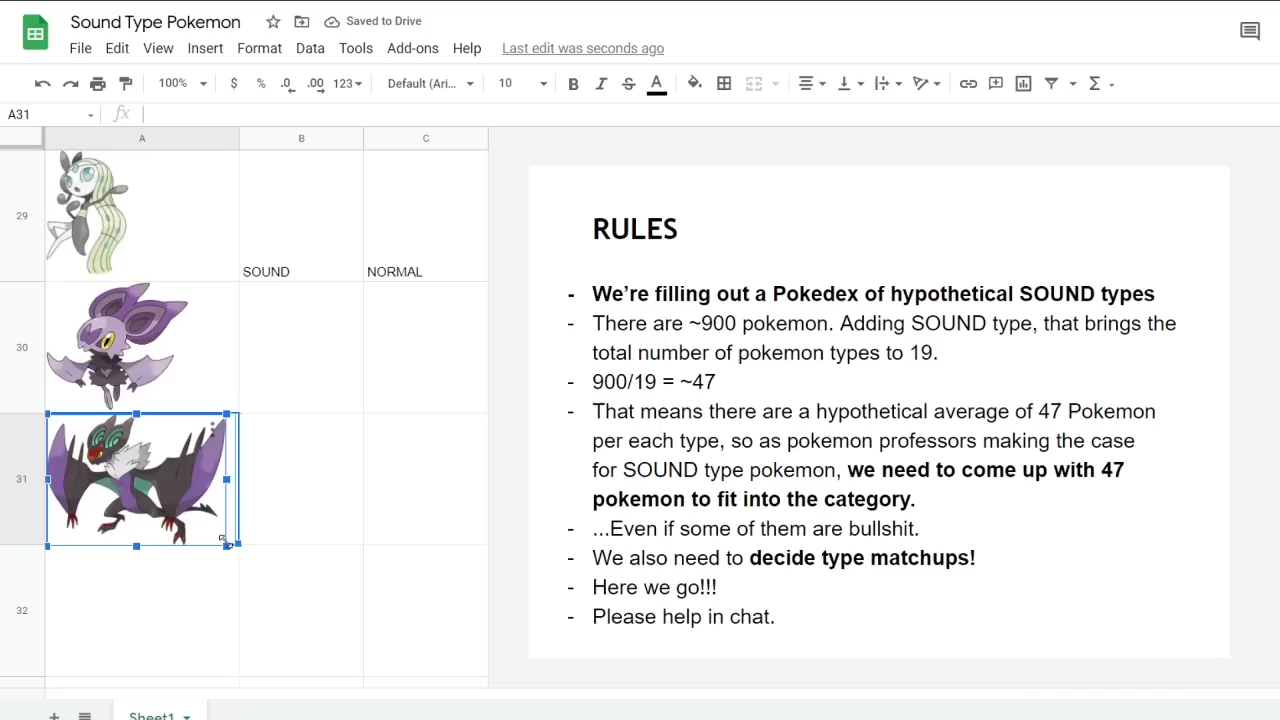 Sound Type Pokemon
Saved to Drive
File Edit View Insert Format Data Tools Add-ons Help Last edit was seconds ago
100% $ % .0 .00 123 Default (Ari... 10 B I S A Σ
A31 fx
A B C
29 SOUND NORMAL
30
31
32
Sheet1
RULES
- We’re filling out a Pokedex of hypothetical SOUND types
- There are ~900 pokemon. Adding SOUND type, that brings the
total number of pokemon types to 19.
- 900/19 = ~47
- That means there are a hypothetical average of 47 Pokemon
per each type, so as pokemon professors making the case
for SOUND type pokemon, we need to come up with 47
pokemon to fit into the category.
- ...Even if some of them are bullshit.
- We also need to decide type matchups!
- Here we go!!!
- Please help in chat.